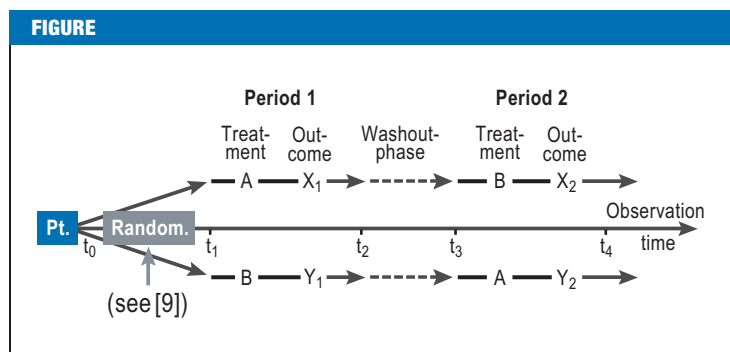 FIGURE
Period 1 Period 2
Treat- Out- Washout- Treat- Out-
ment come phase ment come
A X1 B X2
Observation
Pt. Random.
t0 t1 t2 t3 t4 time
B Y1 A Y2
(see [9])